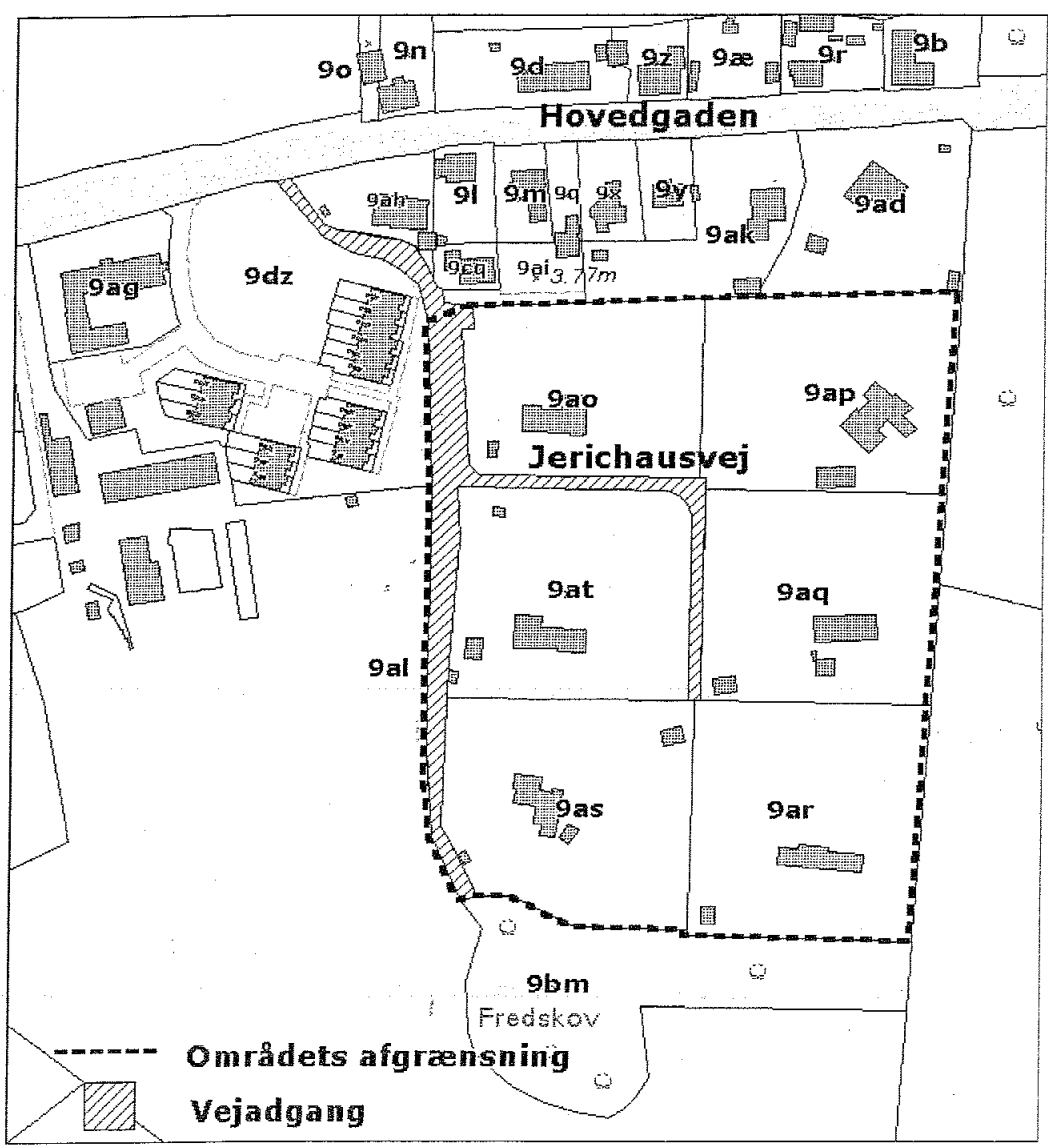 9n
9o
9d
9z
9æ
9r
9b
Hovedgaden
9ah
9l
9m
9q
9x
9y
9ak
9ad
9ag
9dz
9cq
9ai
3.77m
9ao
9ap
Jerichausvej
9at
9aq
9al
9as
9ar
9bm
Fredskov
Områdets afgrænsning
Vejadgang